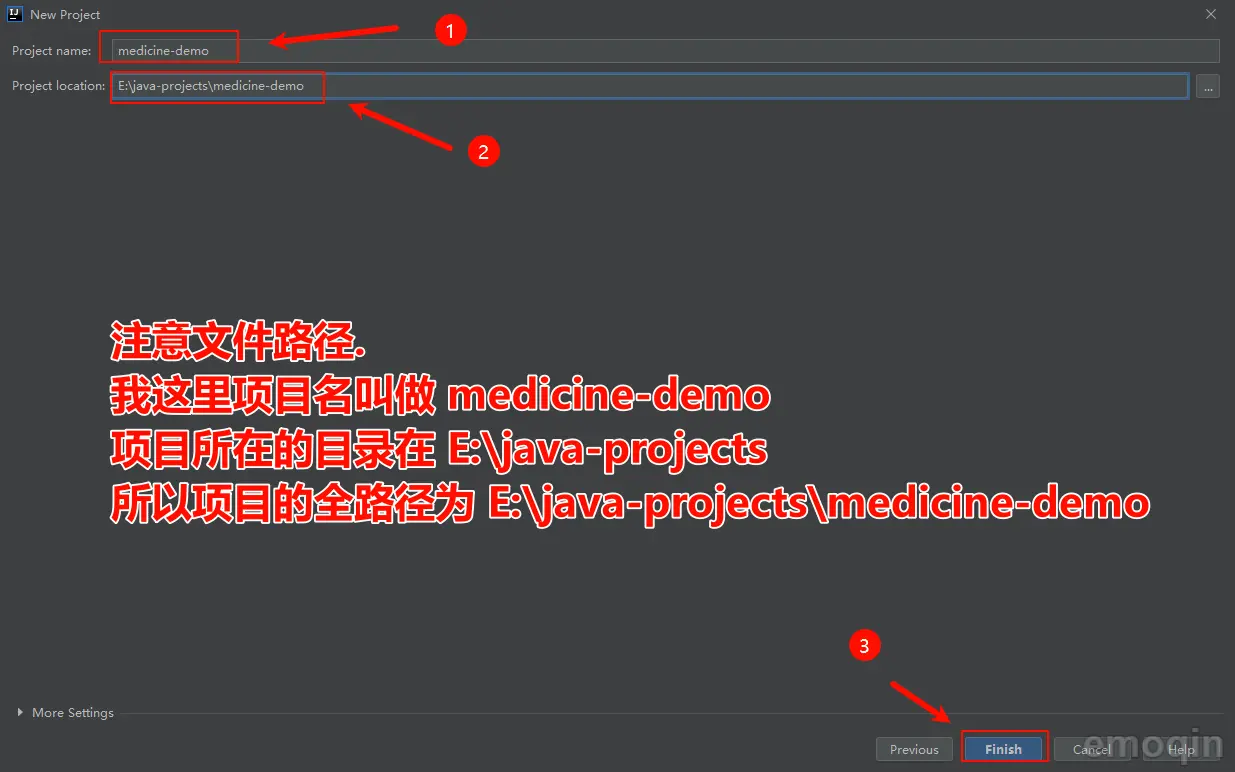 New Project
Project name: medicine-demo
1
Project location: E:\java-projects\medicine-demo ...
2
注意文件路径.
我这里项目名叫做 medicine-demo
项目所在的目录在 E:\java-projects
所以项目的全路径为 E:\java-projects\medicine-demo
3
More Settings
Previous Finish Cancel Help
emoqin